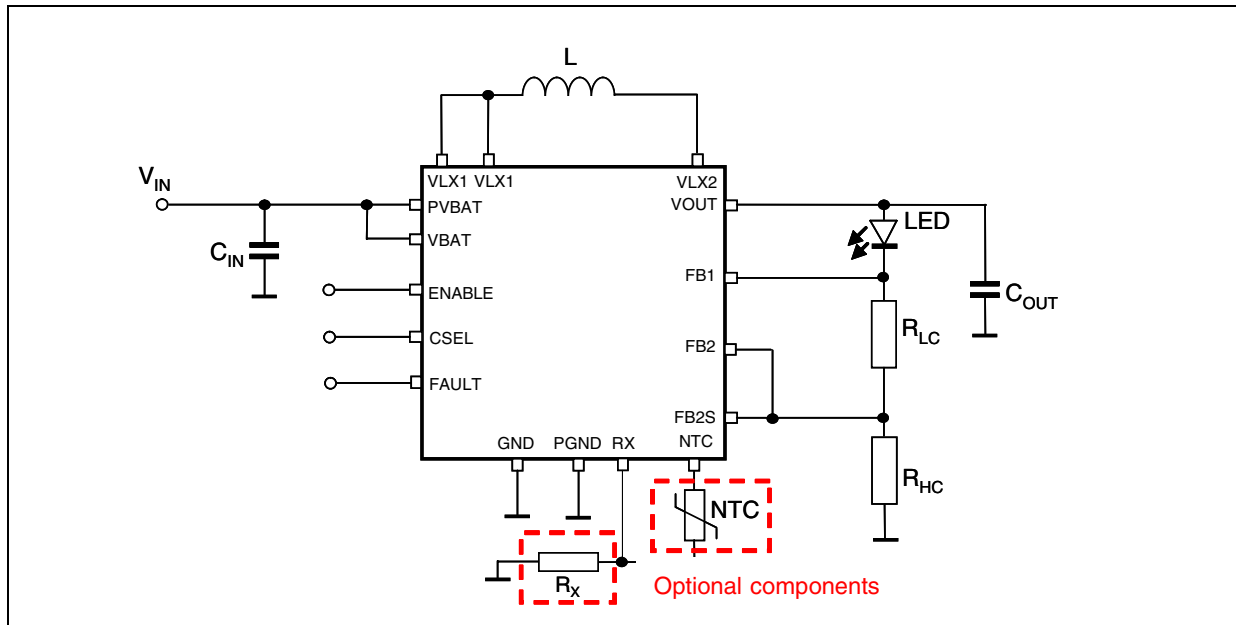 L
V_IN
VLX1 VLX1 VLX2
PVBAT VOUT
LED
VBAT
C_IN
FB1
ENABLE
C_OUT
R_LC
CSEL
FB2
FAULT
FB2S
GND PGND RX NTC
R_HC
NTC
R_X
Optional components